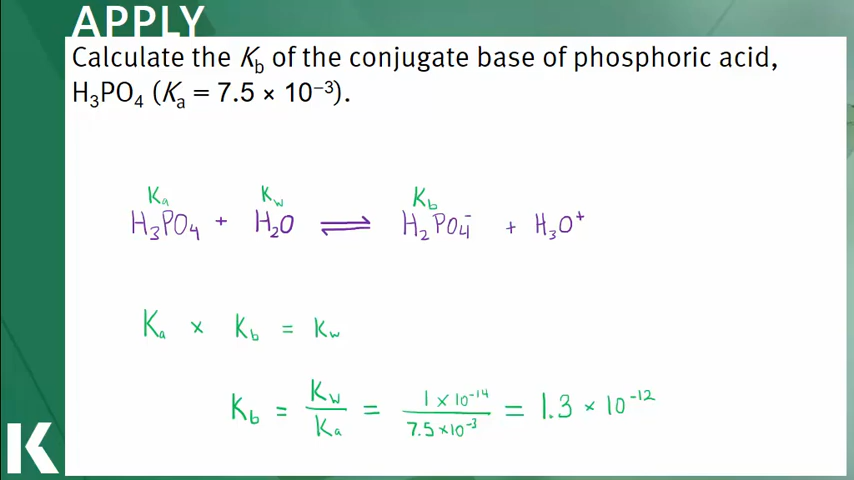 APPLY
Calculate the Kb of the conjugate base of phosphoric acid,
H₃PO₄ (Ka = 7.5 × 10⁻³).
Ka Kw Kb
H₃PO₄ + H₂O ⇌ H₂PO₄⁻ + H₃O⁺
Ka × Kb = Kw
Kb = Kw/Ka = 1 × 10⁻¹⁴/7.5 × 10⁻³ = 1.3 × 10⁻¹²
K